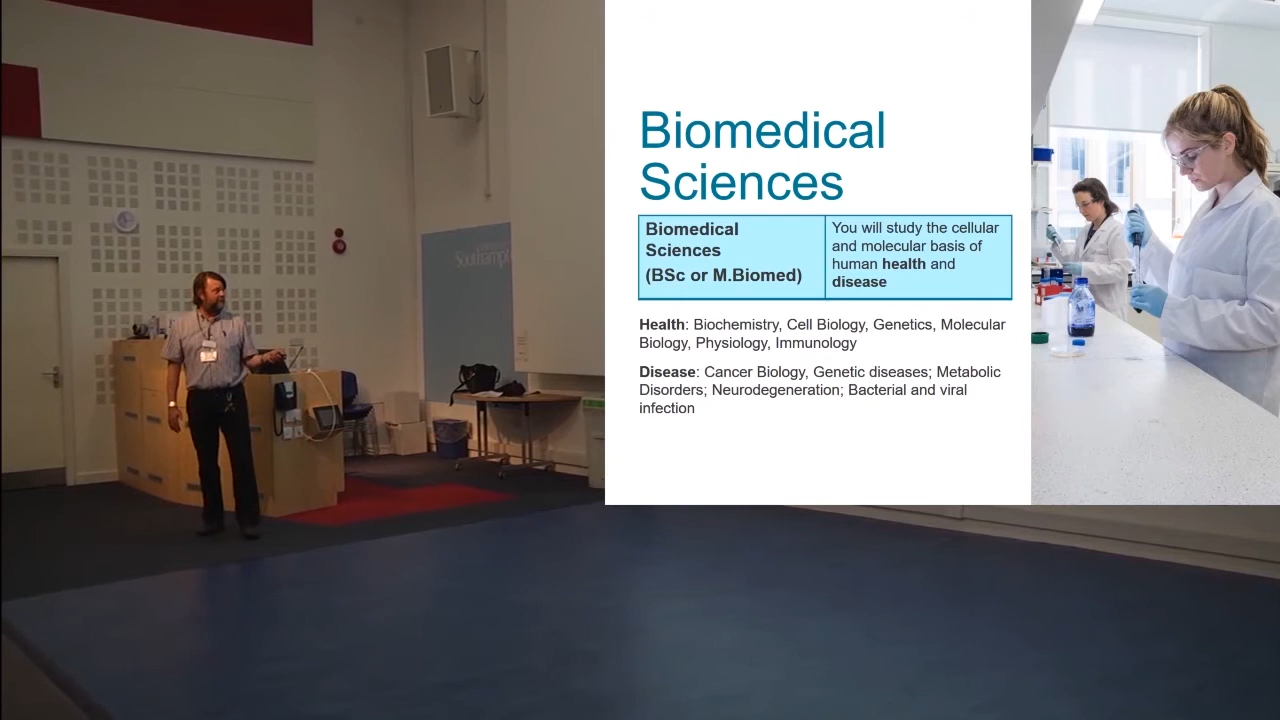 Southampt
Biomedical
Sciences
Biomedical
Sciences
(BSc or M.Biomed)
You will study the cellular
and molecular basis of
human health and
disease
Health: Biochemistry, Cell Biology, Genetics, Molecular
Biology, Physiology, Immunology
Disease: Cancer Biology, Genetic diseases; Metabolic
Disorders; Neurodegeneration; Bacterial and viral
infection